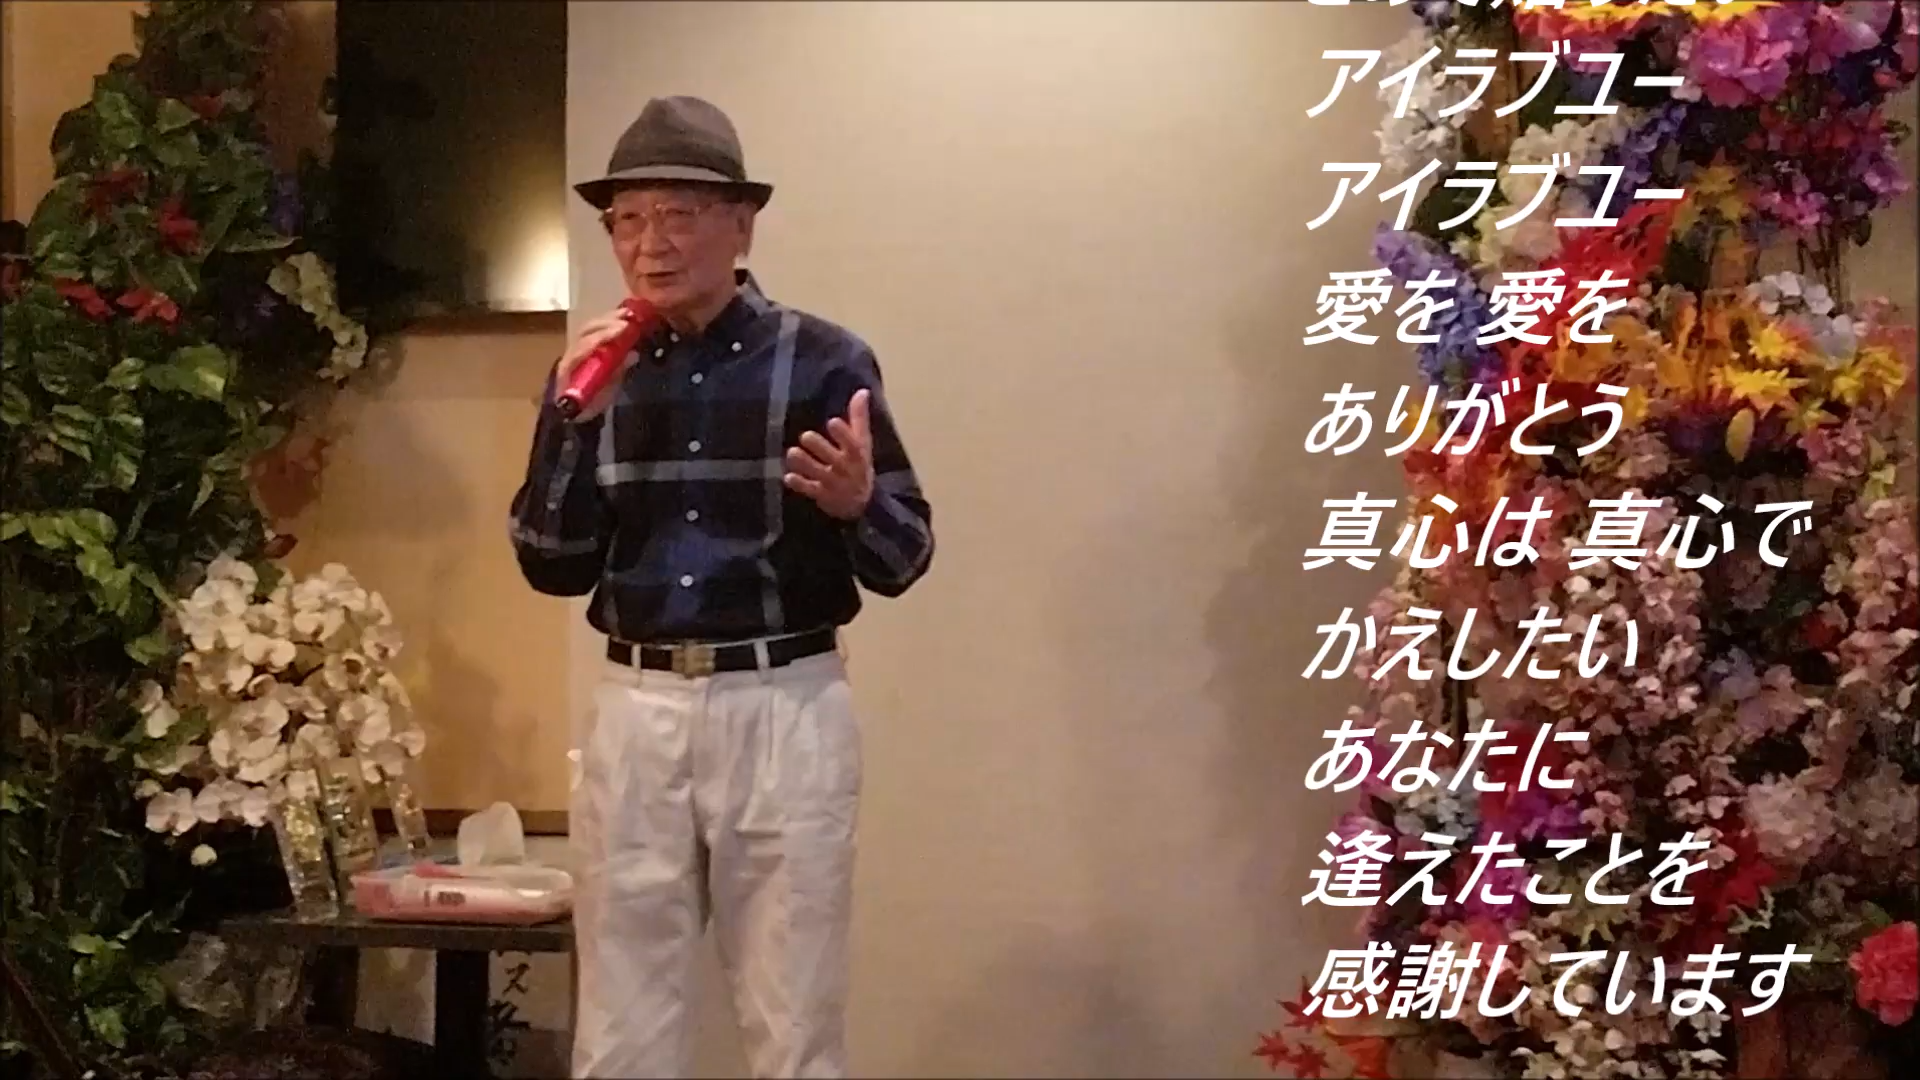 アイラブユー
アイラブユー
愛を 愛を
ありがとう
真心は 真心で
かえしたい
あなたに
逢えたことを
感謝しています